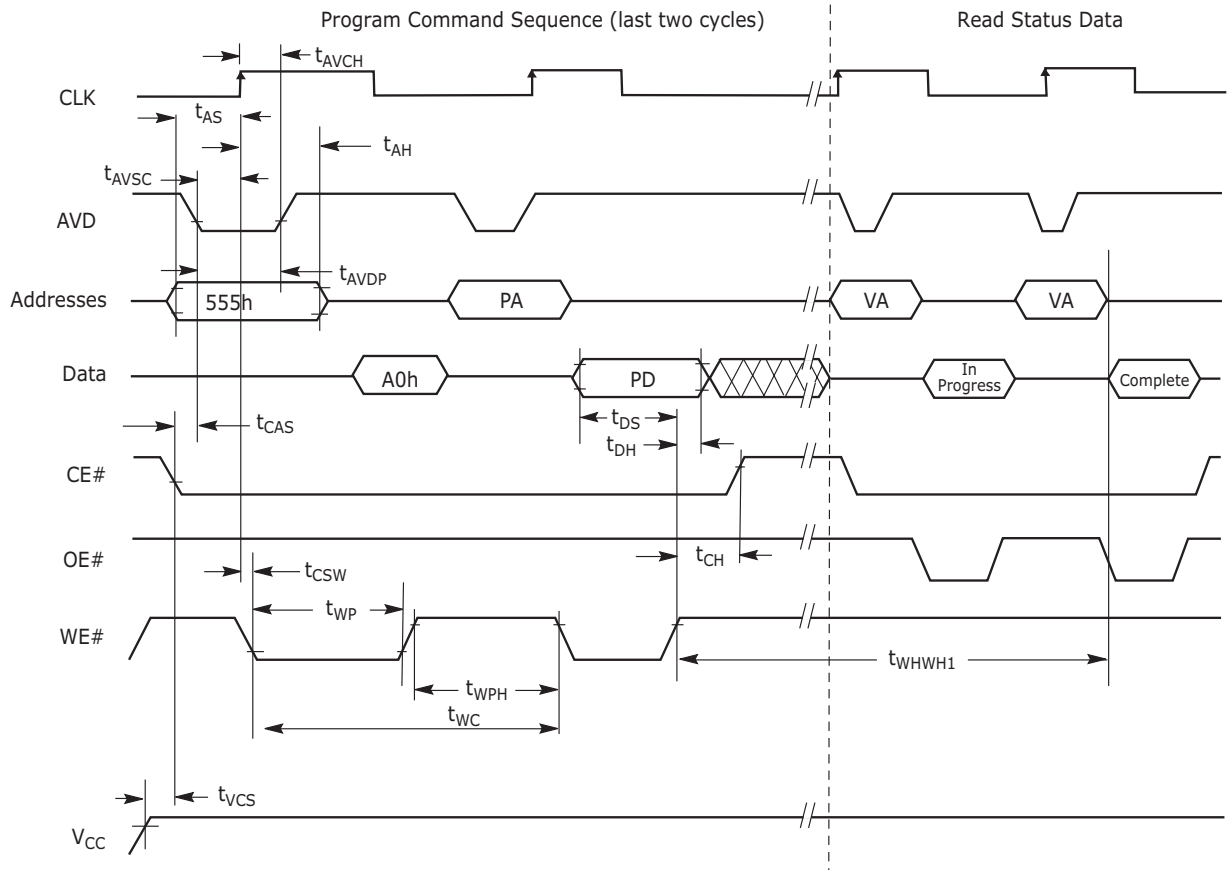 Program Command Sequence (last two cycles)
Read Status Data
tAVCH
CLK
tAS
tAH
tAVSC
AVD
tAVDP
Addresses
555h
PA
VA
VA
Data
A0h
PD
In
Progress
Complete
tDS
tCAS
tDH
CE#
OE#
tCH
tCSW
tWP
WE#
tWHWH1
tWPH
tWC
tVCS
VCC